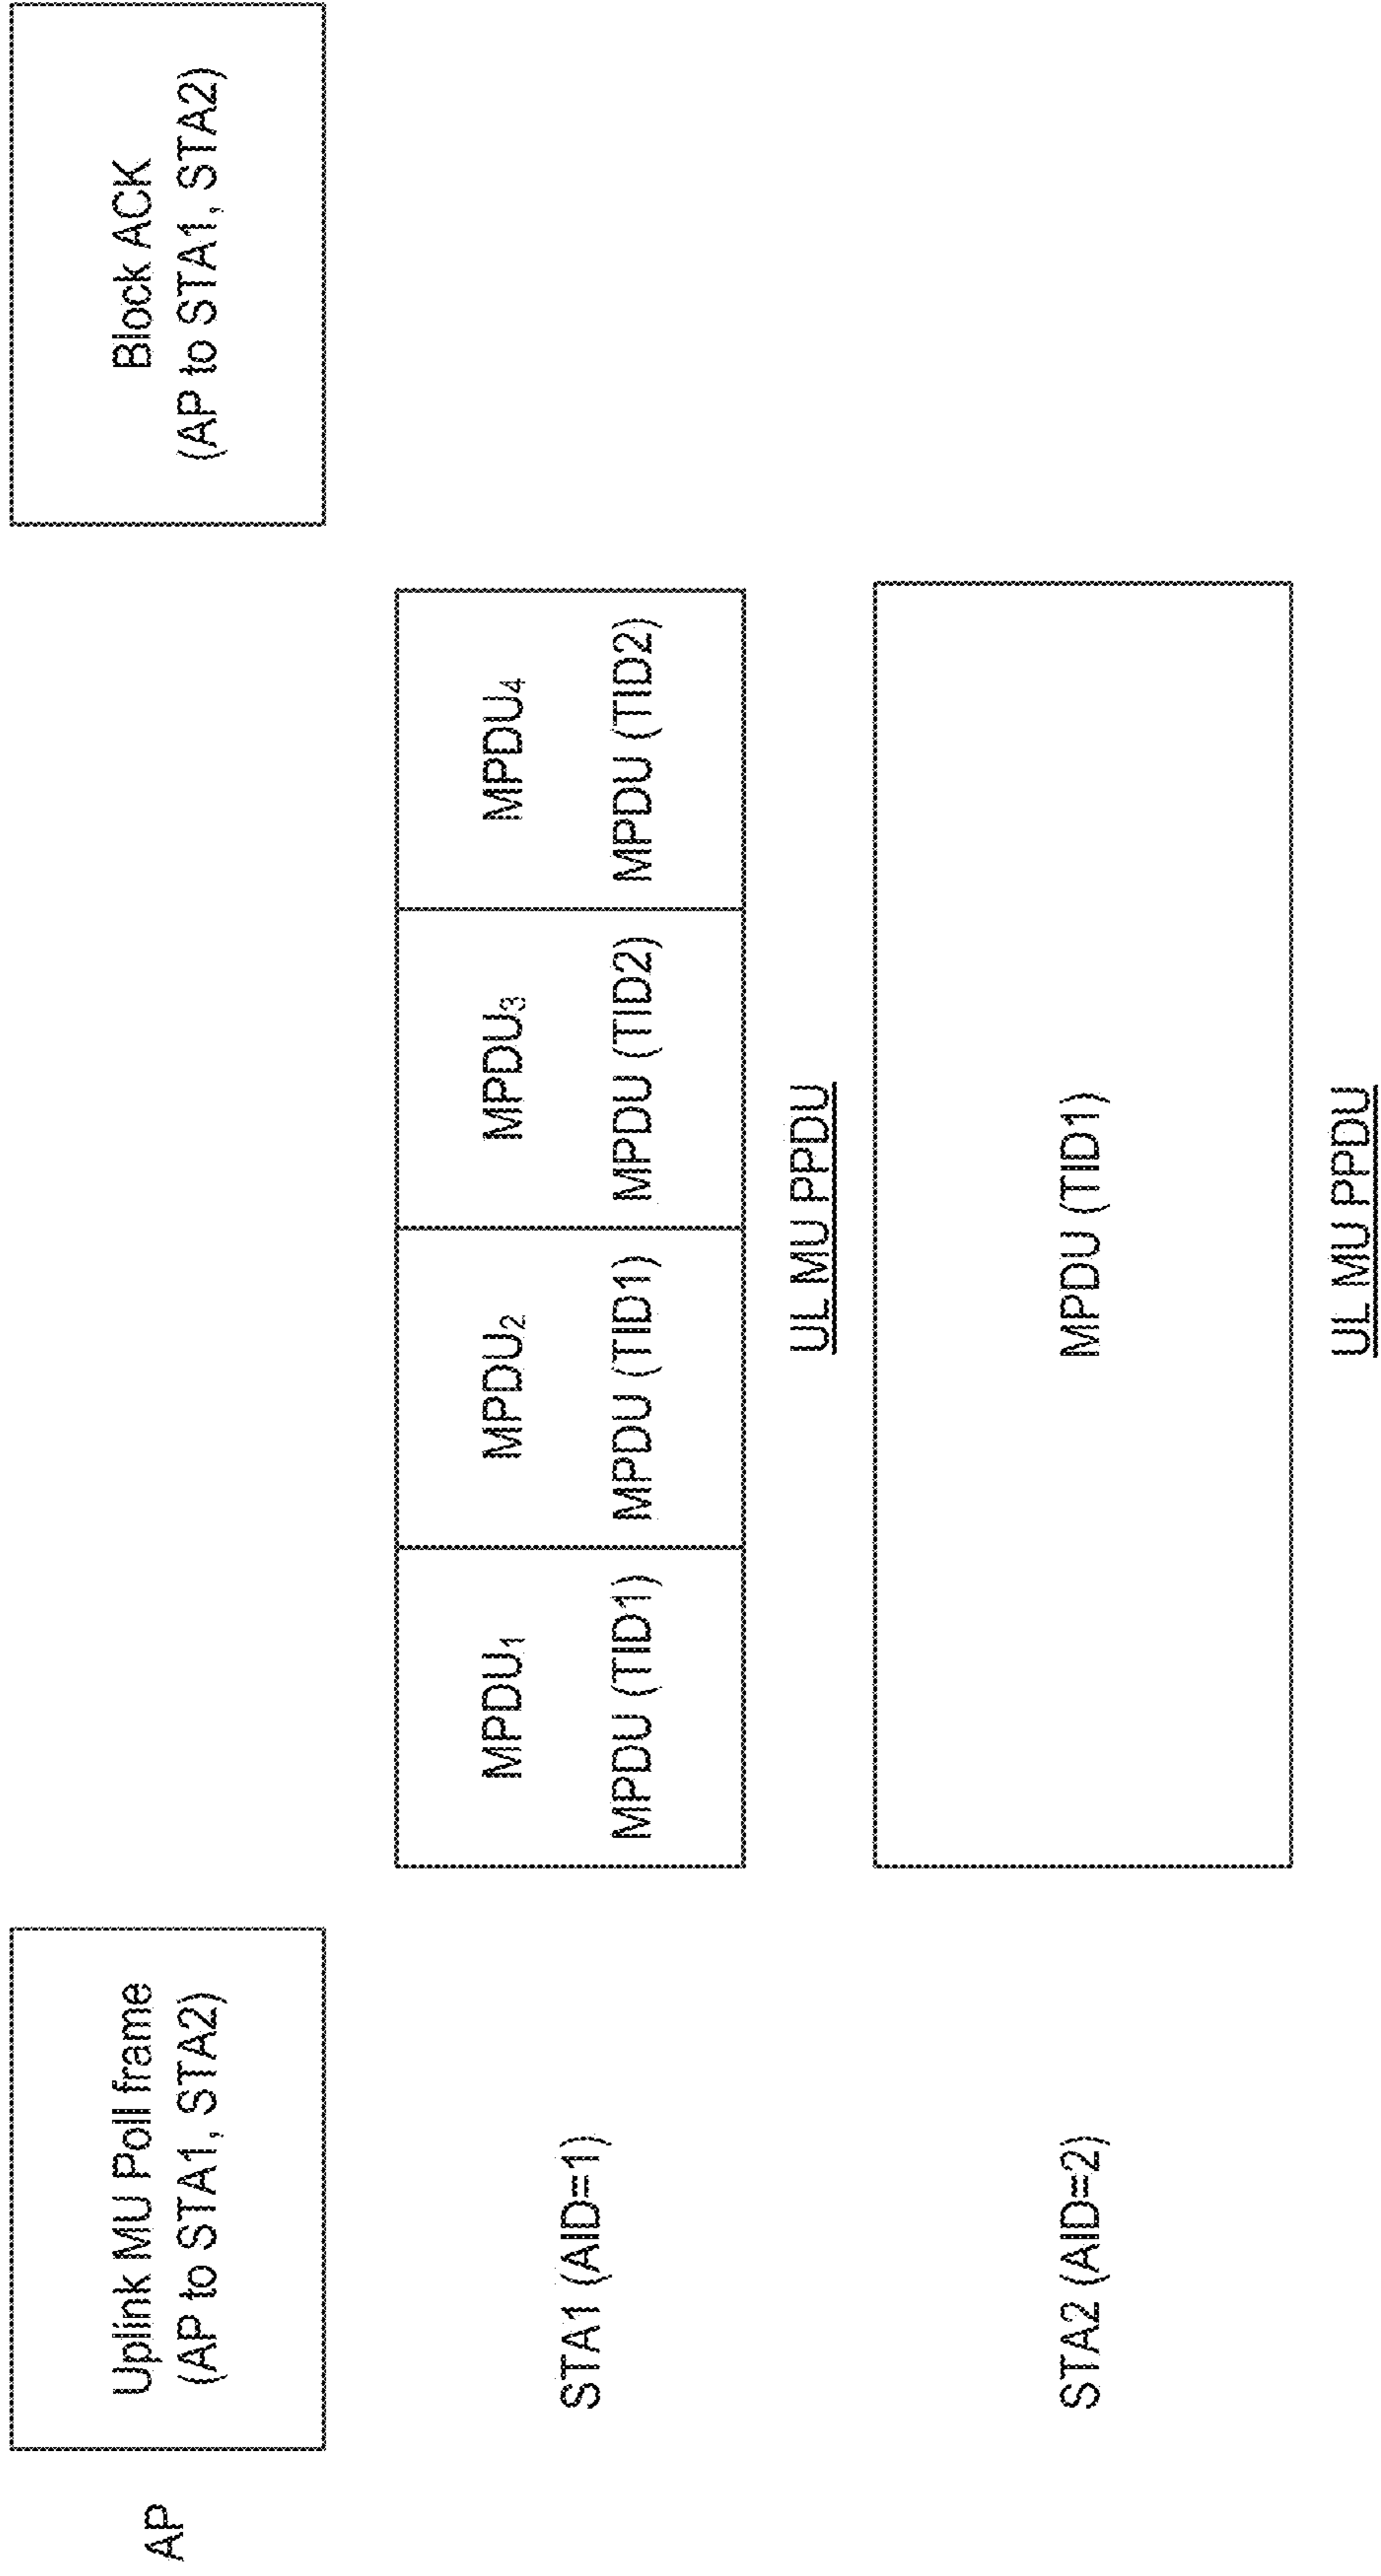 AP
Uplink MU Poll frame
(AP to STA1, STA2)
Block ACK
(AP to STA1, STA2)
STA1 (AID=1)
MPDU₁
MPDU (TID1)
MPDU₂
MPDU (TID1)
MPDU₃
MPDU (TID2)
MPDU₄
MPDU (TID2)
UL MU PPDU
STA2 (AID=2)
MPDU (TID1)
UL MU PPDU